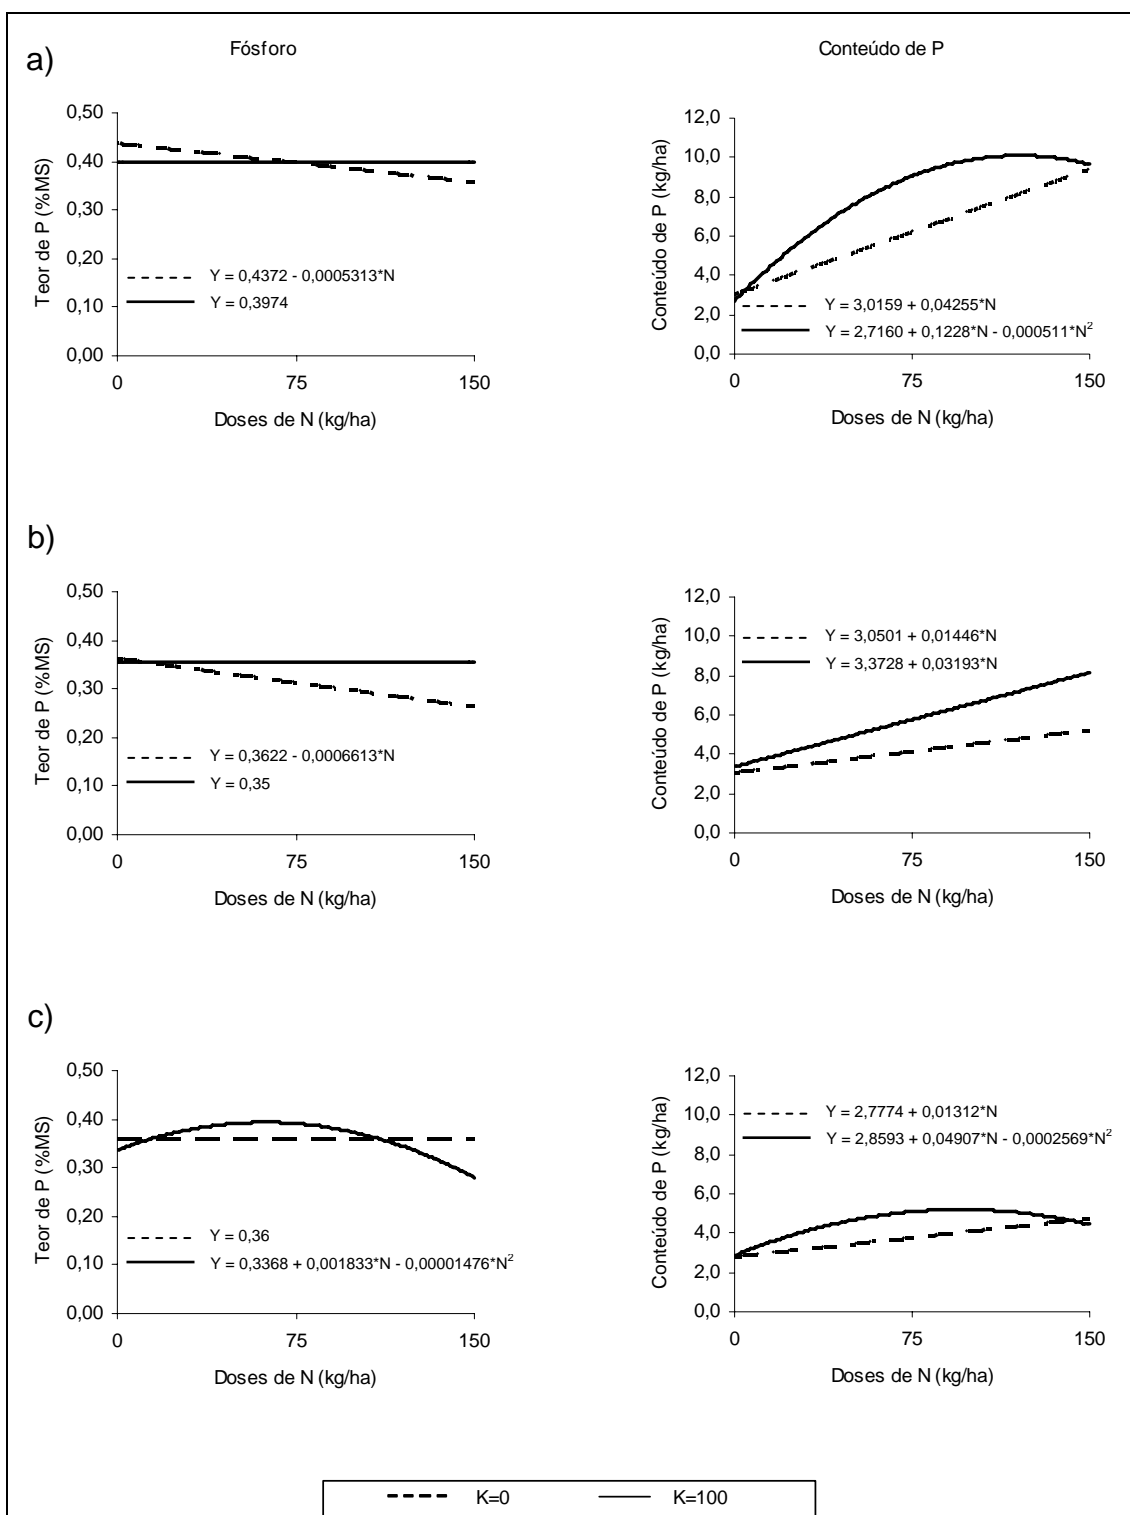 Fósforo
Conteúdo de P
a)
0,50
0,40
0,30
0,20
0,10
0,00
Teor de P (%MS)
Y = 0,4372 - 0,0005313*N
Y = 0,3974
0
75
150
Doses de N (kg/ha)
12,0
10,0
8,0
6,0
4,0
2,0
0,0
Conteúdo de P (kg/ha)
Y = 3,0159 + 0,04255*N
Y = 2,7160 + 0,1228*N - 0,000511*N²
0
75
150
Doses de N (kg/ha)
b)
0,50
0,40
0,30
0,20
0,10
0,00
Teor de P (%MS)
Y = 0,3622 - 0,0006613*N
Y = 0,35
0
75
150
Doses de N (kg/ha)
12,0
10,0
8,0
6,0
4,0
2,0
0,0
Conteúdo de P (kg/ha)
Y = 3,0501 + 0,01446*N
Y = 3,3728 + 0,03193*N
0
75
150
Doses de N (kg/ha)
c)
0,50
0,40
0,30
0,20
0,10
0,00
Teor de P (%MS)
Y = 0,36
Y = 0,3368 + 0,001833*N - 0,00001476*N²
0
75
150
Doses de N (kg/ha)
12,0
10,0
8,0
6,0
4,0
2,0
0,0
Conteúdo de P (kg/ha)
Y = 2,7774 + 0,01312*N
Y = 2,8593 + 0,04907*N - 0,0002569*N²
0
75
150
Doses de N (kg/ha)
K=0
K=100